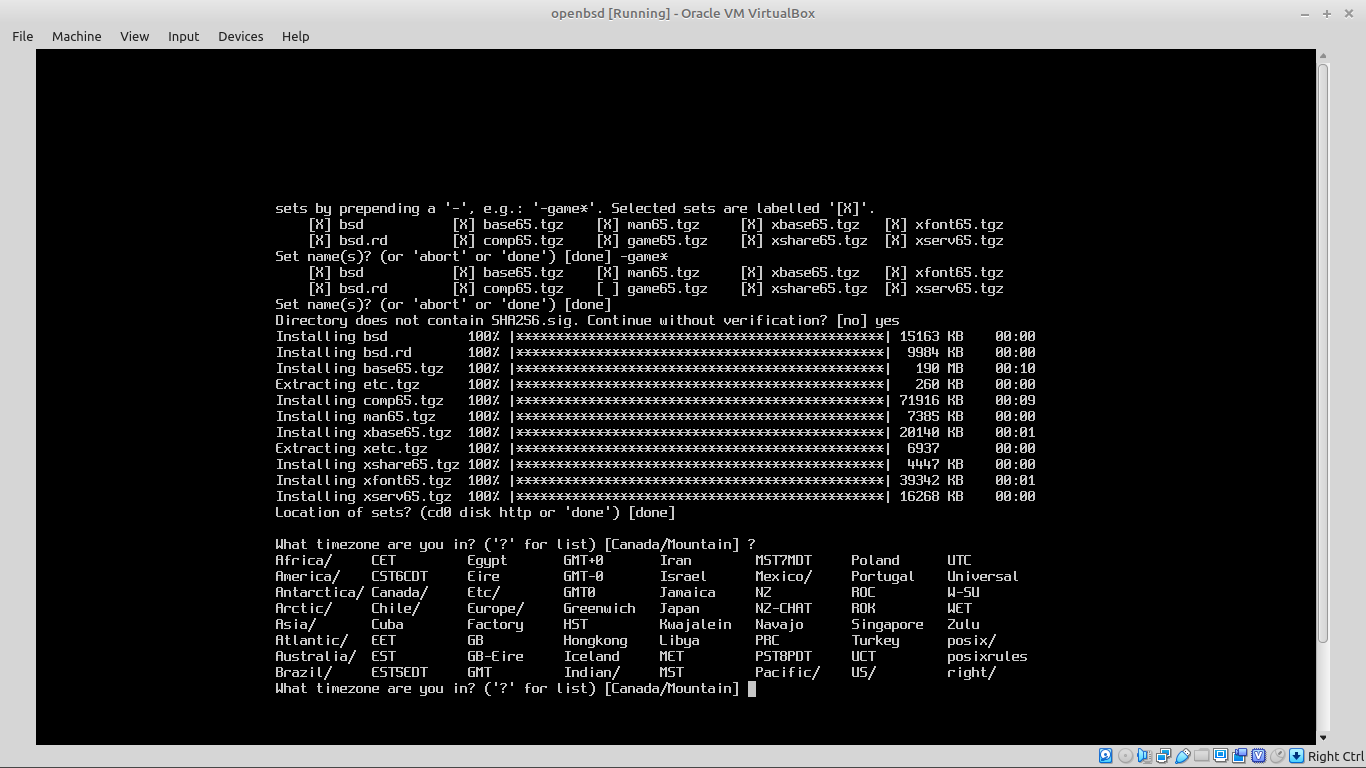 openbsd [Running] - Oracle VM VirtualBox
File Machine View Input Devices Help
sets by prepending a '-', e.g.: '-game*'. Selected sets are labelled '[X]'.
[X] bsd [X] base65.tgz [X] man65.tgz [X] xbase65.tgz [X] xfont65.tgz
[X] bsd.rd [X] comp65.tgz [X] game65.tgz [X] xshare65.tgz [X] xserv65.tgz
Set name(s)? (or 'abort' or 'done') [done] -game*
[X] bsd [X] base65.tgz [X] man65.tgz [X] xbase65.tgz [X] xfont65.tgz
[X] bsd.rd [X] comp65.tgz [ ] game65.tgz [X] xshare65.tgz [X] xserv65.tgz
Set name(s)? (or 'abort' or 'done') [done]
Directory does not contain SHA256.sig. Continue without verification? [no] yes
Installing bsd 100% |**********************************************| 15163 KB 00:00
Installing bsd.rd 100% |**********************************************| 9984 KB 00:00
Installing base65.tgz 100% |**********************************************| 190 MB 00:10
Extracting etc.tgz 100% |**********************************************| 260 KB 00:00
Installing comp65.tgz 100% |**********************************************| 71916 KB 00:09
Installing man65.tgz 100% |**********************************************| 7385 KB 00:00
Installing xbase65.tgz 100% |**********************************************| 20140 KB 00:01
Extracting xetc.tgz 100% |**********************************************| 6937 00:00
Installing xshare65.tgz 100% |**********************************************| 4447 KB 00:00
Installing xfont65.tgz 100% |**********************************************| 39342 KB 00:01
Installing xserv65.tgz 100% |**********************************************| 16268 KB 00:00
Location of sets? (cd0 disk http or 'done') [done]
What timezone are you in? ('?' for list) [Canada/Mountain] ?
Africa/ CET Egypt GMT+0 Iran MST7MDT Poland UTC
America/ CST6CDT Eire GMT-0 Israel Mexico/ Portugal Universal
Antarctica/ Canada/ Etc/ GMT0 Jamaica NZ ROC W-SU
Arctic/ Chile/ Europe/ Greenwich Japan NZ-CHAT ROK WET
Asia/ Cuba Factory HST Kwajalein Navajo Singapore Zulu
Atlantic/ EET GB Hongkong Libya PRC Turkey posix/
Australia/ EST GB-Eire Iceland MET PST8PDT UCT posixrules
Brazil/ EST5EDT GMT Indian/ MST Pacific/ US/ right/
What timezone are you in? ('?' for list) [Canada/Mountain]
Right Ctrl